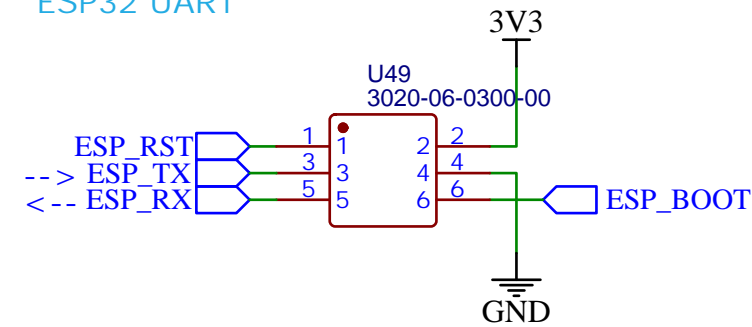 ESP32 UART
3V3
U49
3020-06-0300-00
ESP_RST 1 1 2 2
--> ESP_TX 3 3 4 4
<-- ESP_RX 5 5 6 6 ESP_BOOT
GND